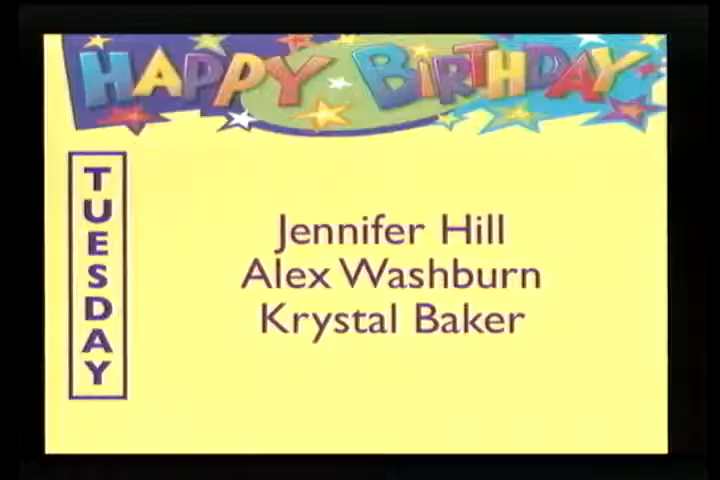 HAPPY BIRTHDAY
TUESDAY
Jennifer Hill
Alex Washburn
Krystal Baker